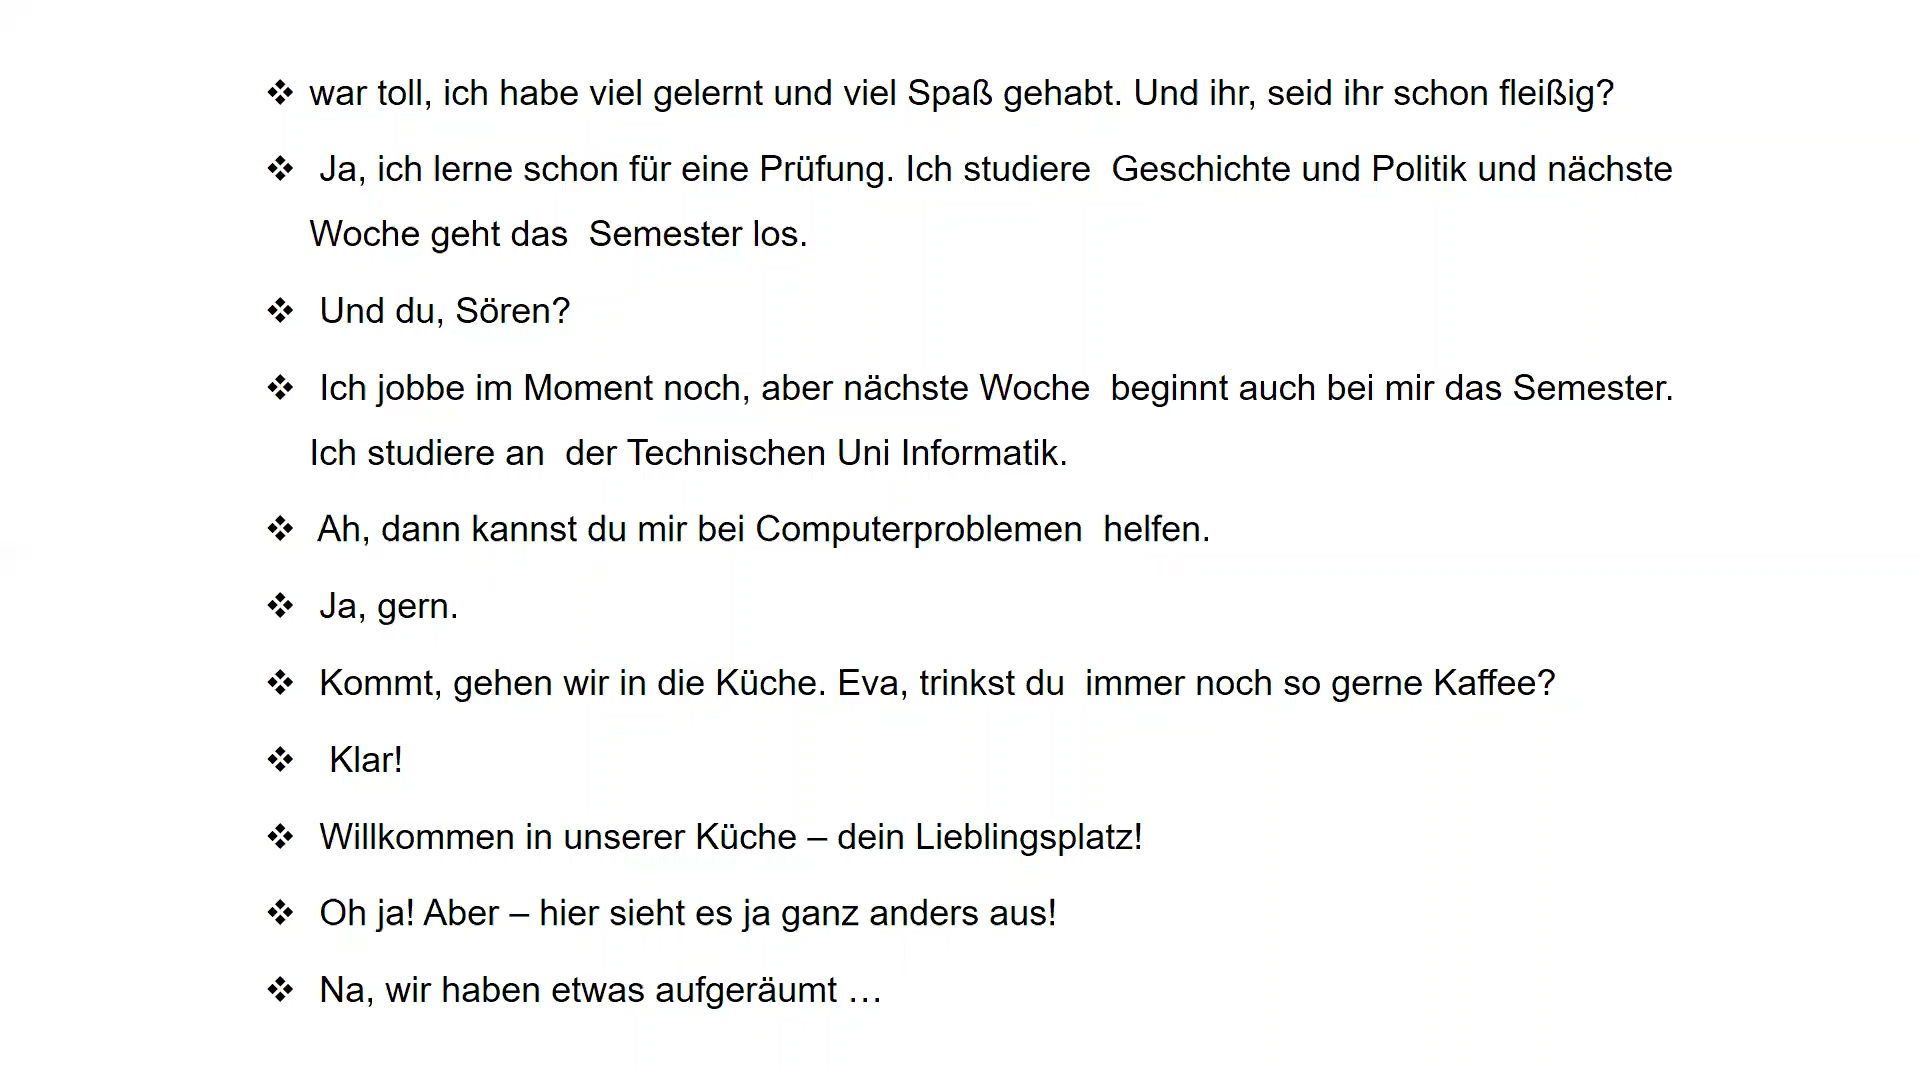 ❖ war toll, ich habe viel gelernt und viel Spaß gehabt. Und ihr, seid ihr schon fleißig?
❖ Ja, ich lerne schon für eine Prüfung. Ich studiere Geschichte und Politik und nächste
Woche geht das Semester los.
❖ Und du, Sören?
❖ Ich jobbe im Moment noch, aber nächste Woche beginnt auch bei mir das Semester.
Ich studiere an der Technischen Uni Informatik.
❖ Ah, dann kannst du mir bei Computerproblemen helfen.
❖ Ja, gern.
❖ Kommt, gehen wir in die Küche. Eva, trinkst du immer noch so gerne Kaffee?
❖ Klar!
❖ Willkommen in unserer Küche – dein Lieblingsplatz!
❖ Oh ja! Aber – hier sieht es ja ganz anders aus!
❖ Na, wir haben etwas aufgeräumt …